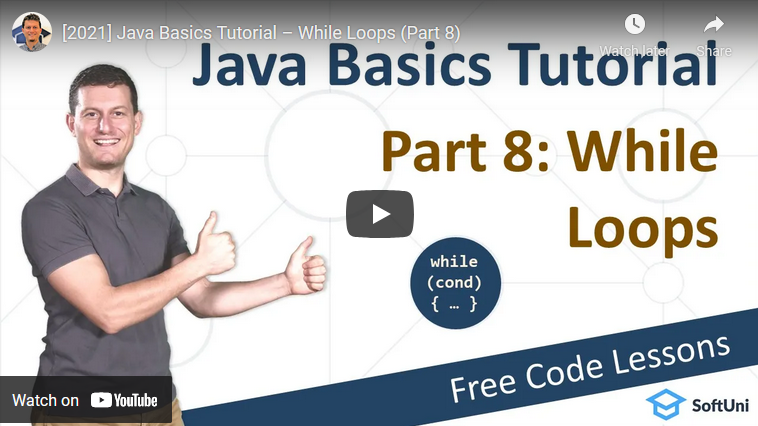 [2021] Java Basics Tutorial – While Loops (Part 8)
Watch later
Share
Java Basics Tutorial
Part 8: While
Loops
while
(cond)
{ … }
Free Code Lessons
Watch on YouTube
SoftUni